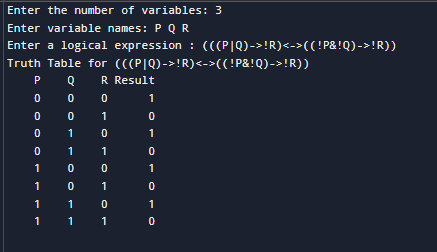 Enter the number of variables: 3
Enter variable names: P Q R
Enter a logical expression : (((P|Q)->!R)<->((!P&!Q)->!R))
Truth Table for (((P|Q)->!R)<->((!P&!Q)->!R))
P Q R Result
0 0 0 1
0 0 1 0
0 1 0 1
0 1 1 0
1 0 0 1
1 0 1 0
1 1 0 1
1 1 1 0